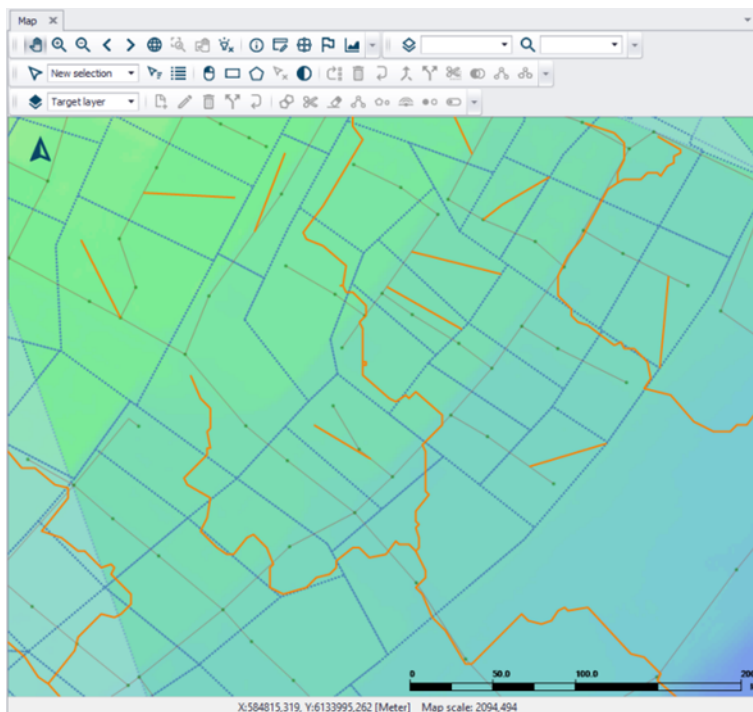 Map
New selection
Target layer
0 50.0 100.0 200
X:584815,319, Y:6133995,262 [Meter] Map scale: 2094,494